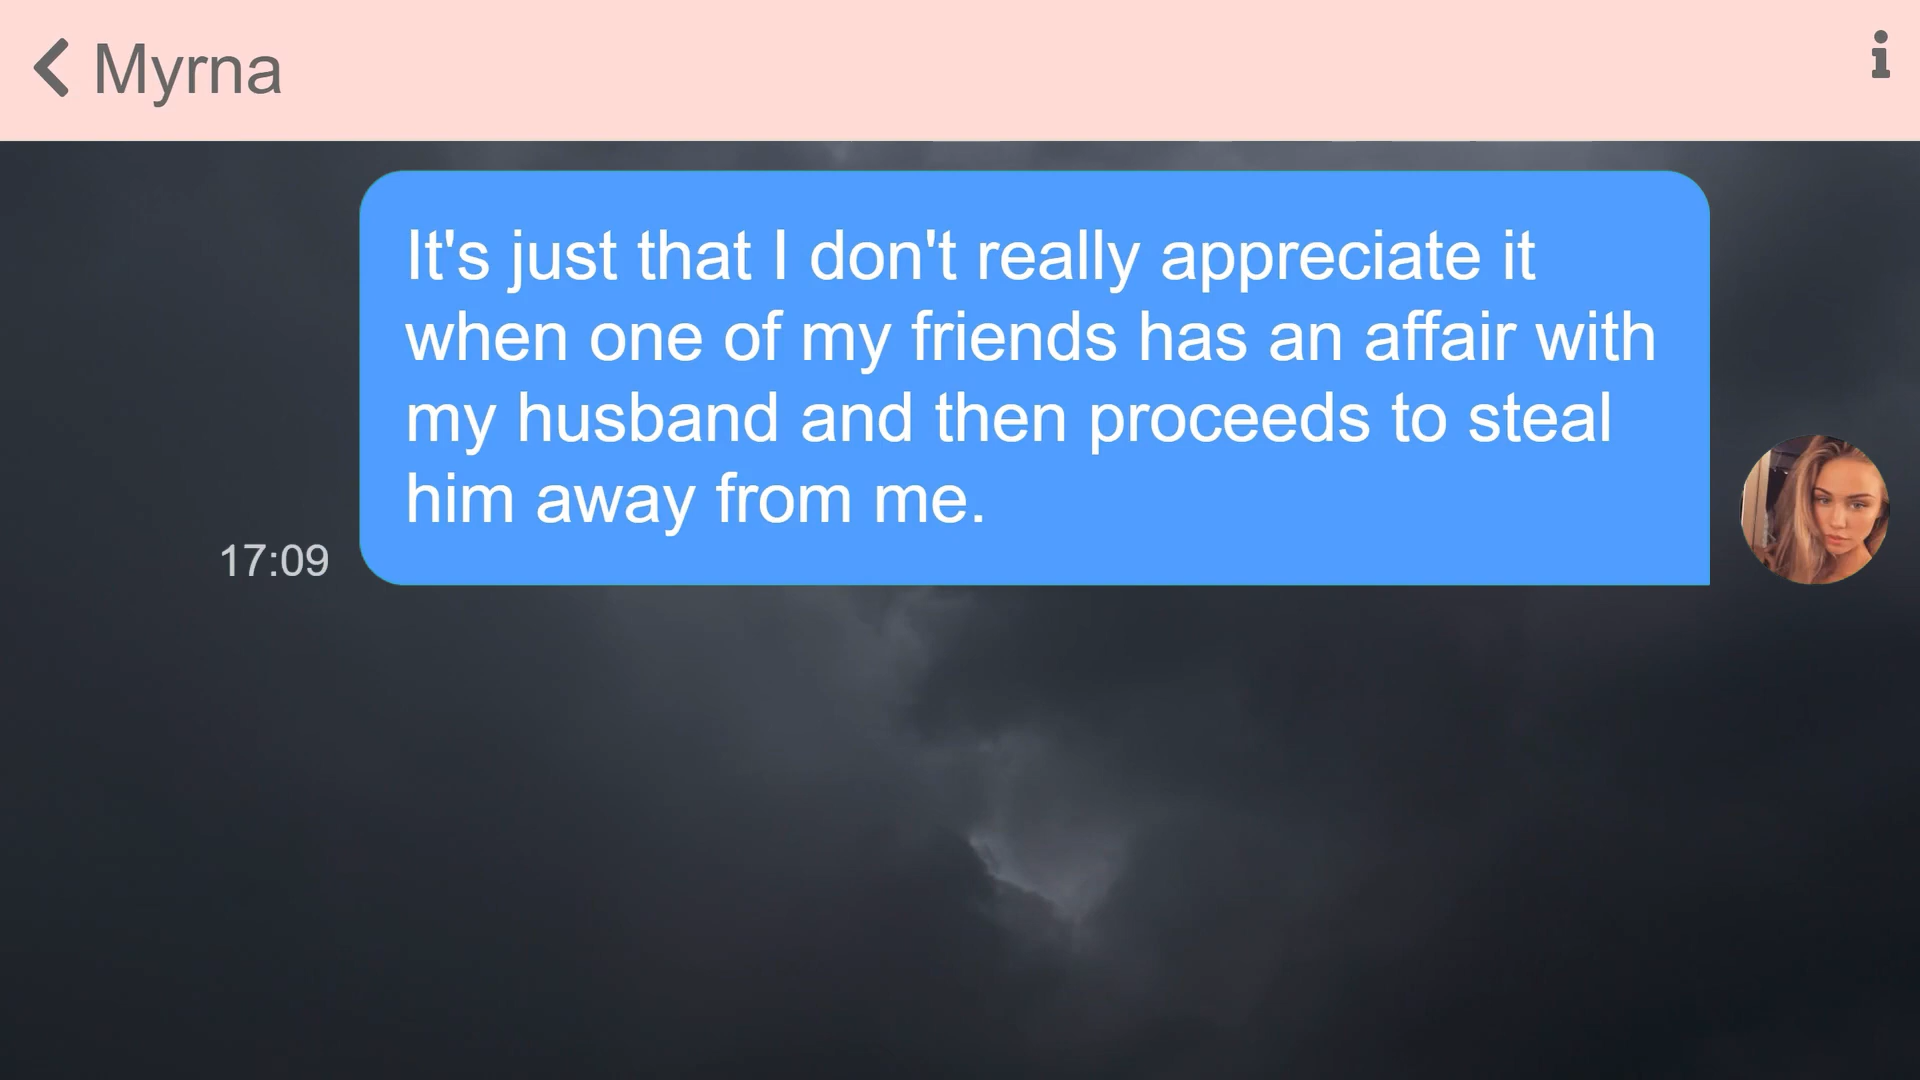 Myrna
It's just that I don't really appreciate it
when one of my friends has an affair with
my husband and then proceeds to steal
him away from me.
17:09